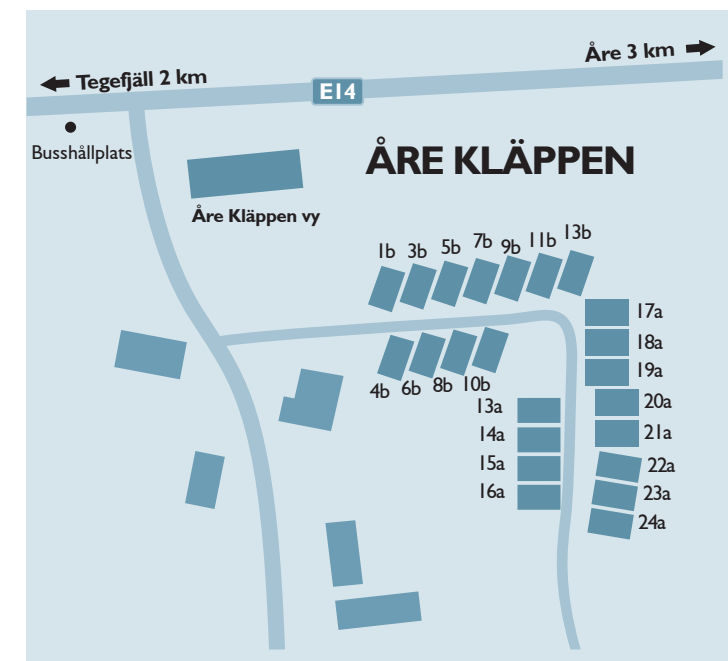 Åre 3 km
Tegefjäll 2 km
E14
Busshållplats
ÅRE KLÄPPEN
Åre Kläppen vy
1b 3b 5b 7b 9b 11b 13b
17a
18a
19a
4b 6b 8b 10b
20a
13a
21a
14a
22a
15a
23a
16a
24a